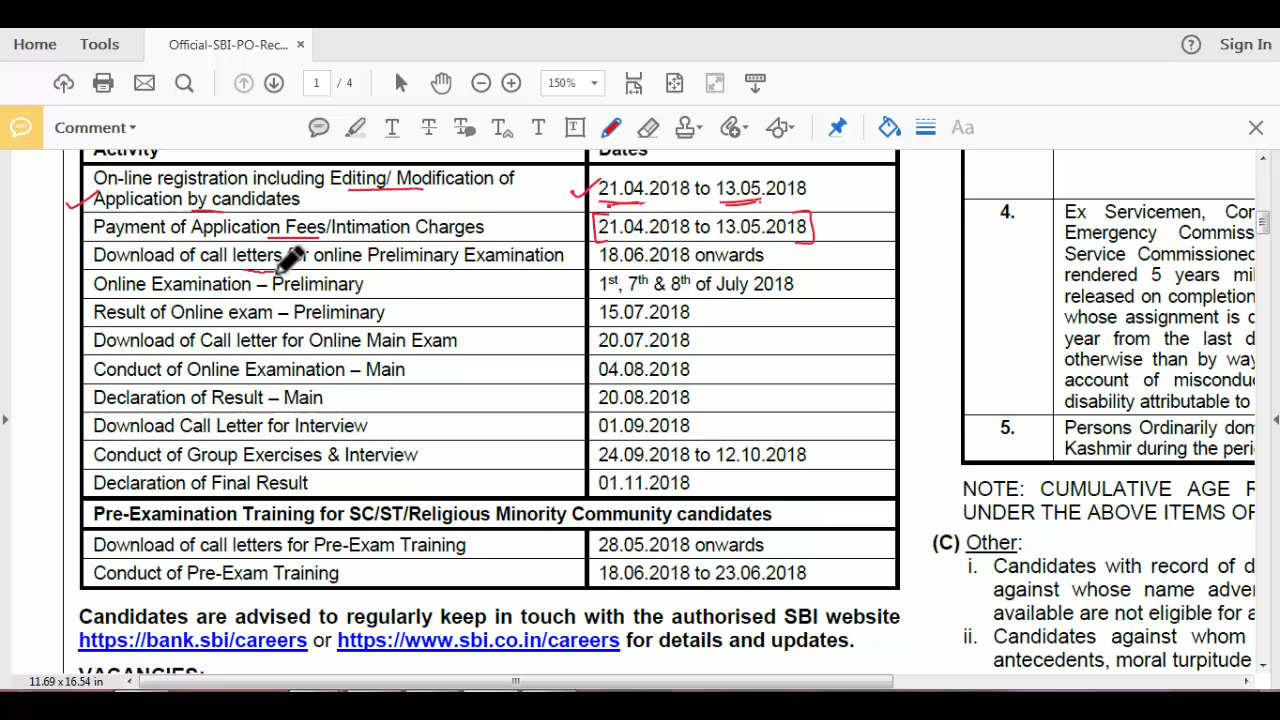 Home Tools Official-SBI-PO-Rec... × ? Sign In
1 / 4 150%
Comment T T T T T Aa
Activity Dates
On-line registration including Editing/ Modification of
Application by candidates 21.04.2018 to 13.05.2018
Payment of Application Fees/Intimation Charges 21.04.2018 to 13.05.2018
Download of call letters for online Preliminary Examination 18.06.2018 onwards
Online Examination – Preliminary 1st, 7th & 8th of July 2018
Result of Online exam – Preliminary 15.07.2018
Download of Call letter for Online Main Exam 20.07.2018
Conduct of Online Examination – Main 04.08.2018
Declaration of Result – Main 20.08.2018
Download Call Letter for Interview 01.09.2018
Conduct of Group Exercises & Interview 24.09.2018 to 12.10.2018
Declaration of Final Result 01.11.2018
Pre-Examination Training for SC/ST/Religious Minority Community candidates
Download of call letters for Pre-Exam Training 28.05.2018 onwards
Conduct of Pre-Exam Training 18.06.2018 to 23.06.2018
Candidates are advised to regularly keep in touch with the authorised SBI website
https://bank.sbi/careers or https://www.sbi.co.in/careers for details and updates.
VACANCIES:
4. Ex Servicemen, Cor
Emergency Commiss
Service Commissioned
rendered 5 years mil
released on completion
whose assignment is d
year from the last d
otherwise than by way
account of miscondu
disability attributable to
5. Persons Ordinarily dom
Kashmir during the peri
NOTE: CUMULATIVE AGE R
UNDER THE ABOVE ITEMS OF
(C) Other:
i. Candidates with record of d
against whose name adver
available are not eligible for a
ii. Candidates against whom
antecedents, moral turpitude
11.69 x 16.54 in